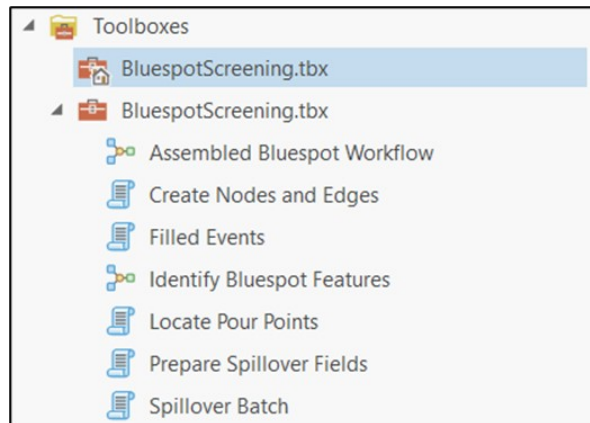 Toolboxes
BluespotScreening.tbx
BluespotScreening.tbx
Assembled Bluespot Workflow
Create Nodes and Edges
Filled Events
Identify Bluespot Features
Locate Pour Points
Prepare Spillover Fields
Spillover Batch